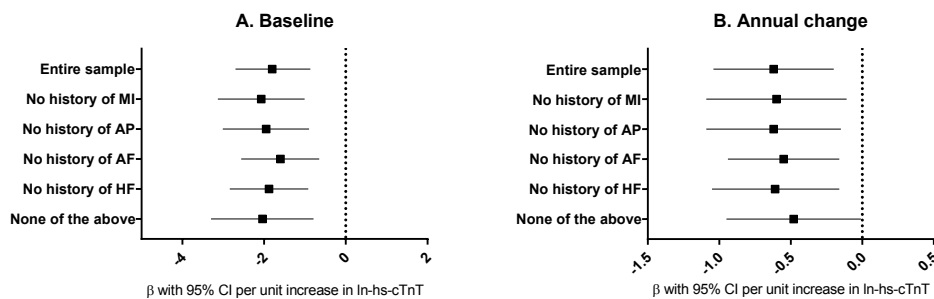 A. Baseline
Entire sample
No history of MI
No history of AP
No history of AF
No history of HF
None of the above
-4
-2
0
2
β with 95% CI per unit increase in ln-hs-cTnT
B. Annual change
Entire sample
No history of MI
No history of AP
No history of AF
No history of HF
None of the above
-1.5
-1.0
-0.5
0.0
0.5
β with 95% CI per unit increase in ln-hs-cTnT